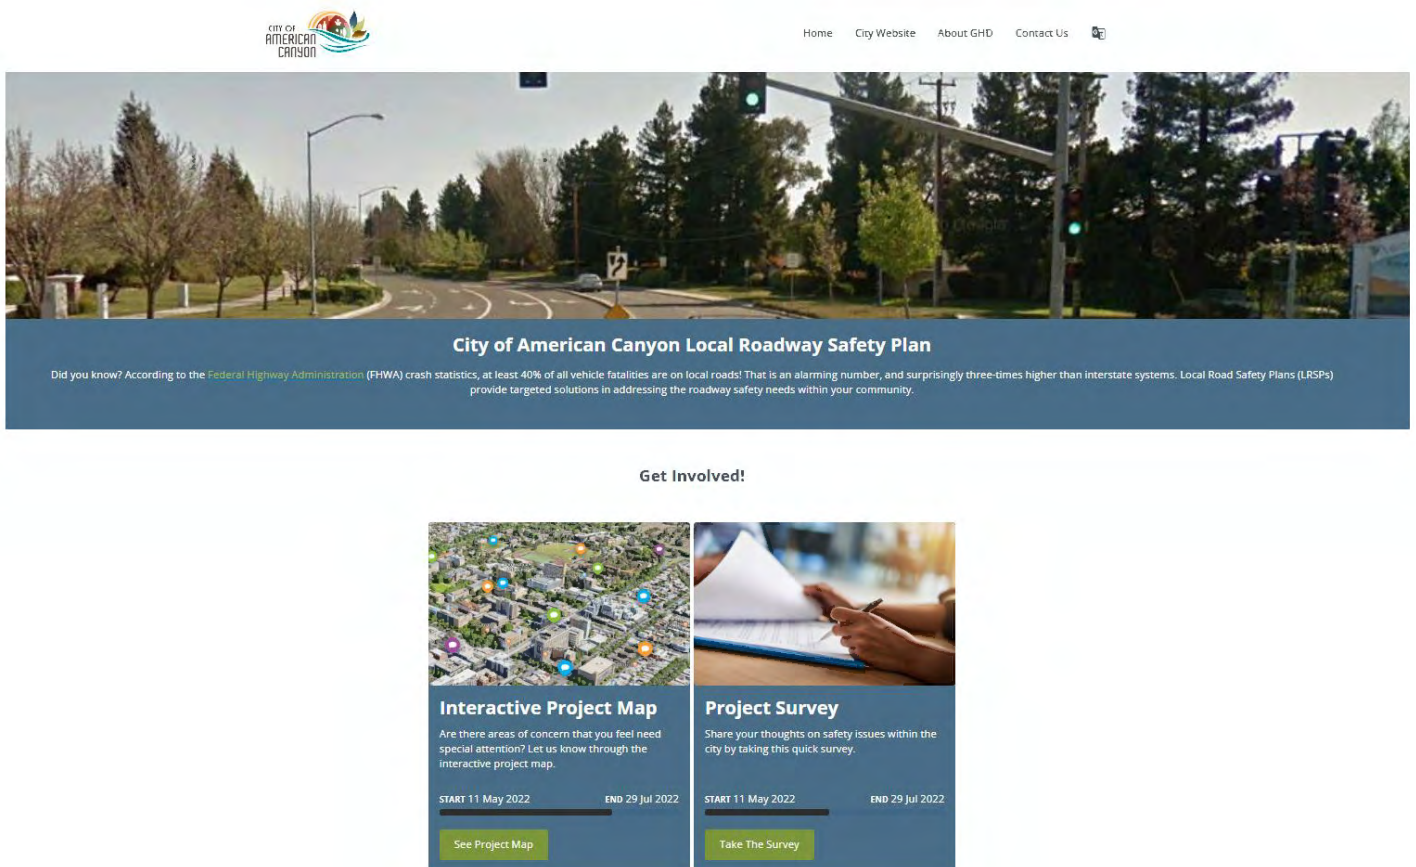 CITY OF
AMERICAN
CANYON
Home City Website About GHD Contact Us
City of American Canyon Local Roadway Safety Plan
Did you know? According to the Federal Highway Administration (FHWA) crash statistics, at least 40% of all vehicle fatalities are on local roads! That is an alarming number, and surprisingly three-times higher than interstate systems. Local Road Safety Plans (LRSPs)
provide targeted solutions in addressing the roadway safety needs within your community.
Get Involved!
Interactive Project Map
Are there areas of concern that you feel need
special attention? Let us know through the
interactive project map.
START 11 May 2022 END 29 Jul 2022
See Project Map
Project Survey
Share your thoughts on safety issues within the
city by taking this quick survey.
START 11 May 2022 END 29 Jul 2022
Take The Survey